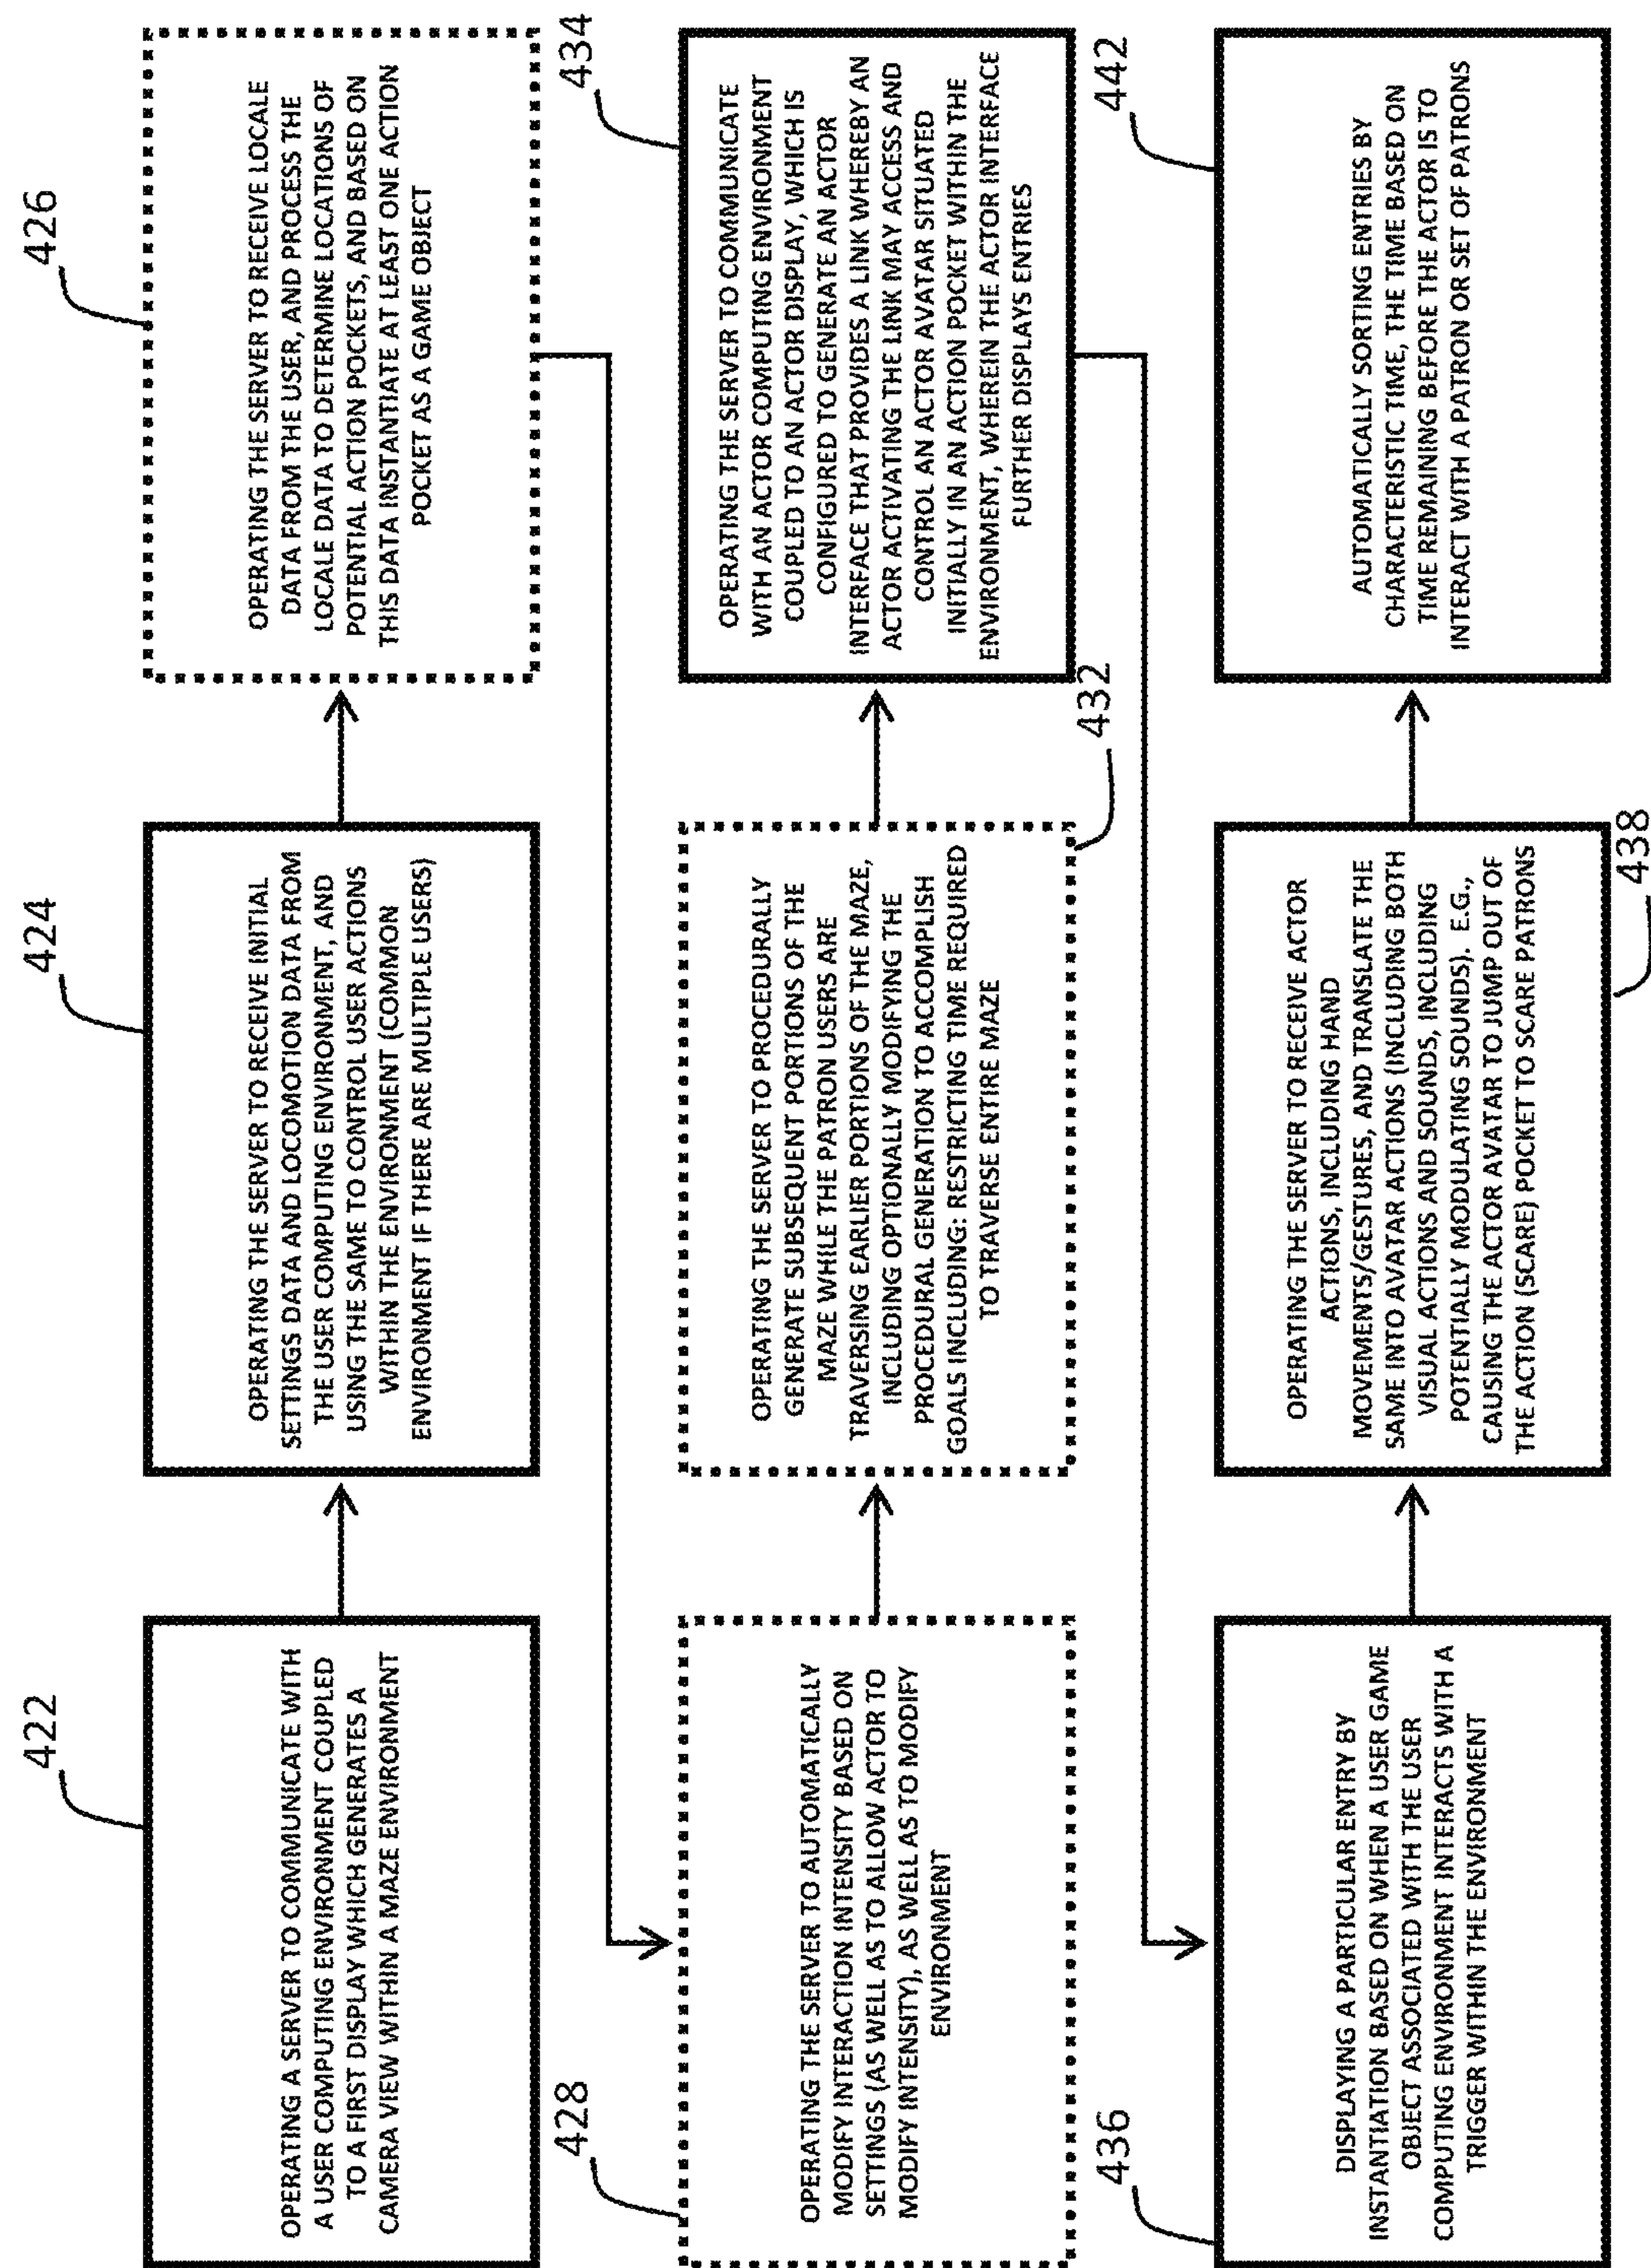 422
OPERATING A SERVER TO COMMUNICATE WITH
A USER COMPUTING ENVIRONMENT COUPLED
TO A FIRST DISPLAY WHICH GENERATES A
CAMERA VIEW WITHIN A MAZE ENVIRONMENT
424
OPERATING THE SERVER TO RECEIVE INITIAL
SETTINGS DATA AND LOCOMOTION DATA FROM
THE USER COMPUTING ENVIRONMENT, AND
USING THE SAME TO CONTROL USER ACTIONS
WITHIN THE ENVIRONMENT (COMMON
ENVIRONMENT IF THERE ARE MULTIPLE USERS)
426
OPERATING THE SERVER TO RECEIVE LOCALE
DATA FROM THE USER, AND PROCESS THE
LOCALE DATA TO DETERMINE LOCATIONS OF
POTENTIAL ACTION POCKETS, AND BASED ON
THIS DATA INSTANTIATE AT LEAST ONE ACTION
POCKET AS A GAME OBJECT
428
OPERATING THE SERVER TO AUTOMATICALLY
MODIFY INTERACTION INTENSITY BASED ON
SETTINGS (AS WELL AS TO ALLOW ACTOR TO
MODIFY INTENSITY), AS WELL AS TO MODIFY
ENVIRONMENT
OPERATING THE SERVER TO PROCEDURALLY
GENERATE SUBSEQUENT PORTIONS OF THE
MAZE WHILE THE PATRON USERS ARE
TRAVERSING EARLIER PORTIONS OF THE MAZE,
INCLUDING OPTIONALLY MODIFYING THE
PROCEDURAL GENERATION TO ACCOMPLISH
GOALS INCLUDING: RESTRICTING TIME REQUIRED
TO TRAVERSE ENTIRE MAZE
432
434
OPERATING THE SERVER TO COMMUNICATE
WITH AN ACTOR COMPUTING ENVIRONMENT
COUPLED TO AN ACTOR DISPLAY, WHICH IS
CONFIGURED TO GENERATE AN ACTOR
INTERFACE THAT PROVIDES A LINK WHEREBY AN
ACTOR ACTIVATING THE LINK MAY ACCESS AND
CONTROL AN ACTOR AVATAR SITUATED
INITIALLY IN AN ACTION POCKET WITHIN THE
ENVIRONMENT, WHEREIN THE ACTOR INTERFACE
FURTHER DISPLAYS ENTRIES
436
DISPLAYING A PARTICULAR ENTRY BY
INSTANTIATION BASED ON WHEN A USER GAME
OBJECT ASSOCIATED WITH THE USER
COMPUTING ENVIRONMENT INTERACTS WITH A
TRIGGER WITHIN THE ENVIRONMENT
OPERATING THE SERVER TO RECEIVE ACTOR
ACTIONS, INCLUDING HAND
MOVEMENTS/GESTURES, AND TRANSLATE THE
SAME INTO AVATAR ACTIONS (INCLUDING BOTH
VISUAL ACTIONS AND SOUNDS, INCLUDING
POTENTIALLY MODULATING SOUNDS). E.G.,
CAUSING THE ACTOR AVATAR TO JUMP OUT OF
THE ACTION (SCARE) POCKET TO SCARE PATRONS
438
442
AUTOMATICALLY SORTING ENTRIES BY
CHARACTERISTIC TIME, THE TIME BASED ON
TIME REMAINING BEFORE THE ACTOR IS TO
INTERACT WITH A PATRON OR SET OF PATRONS